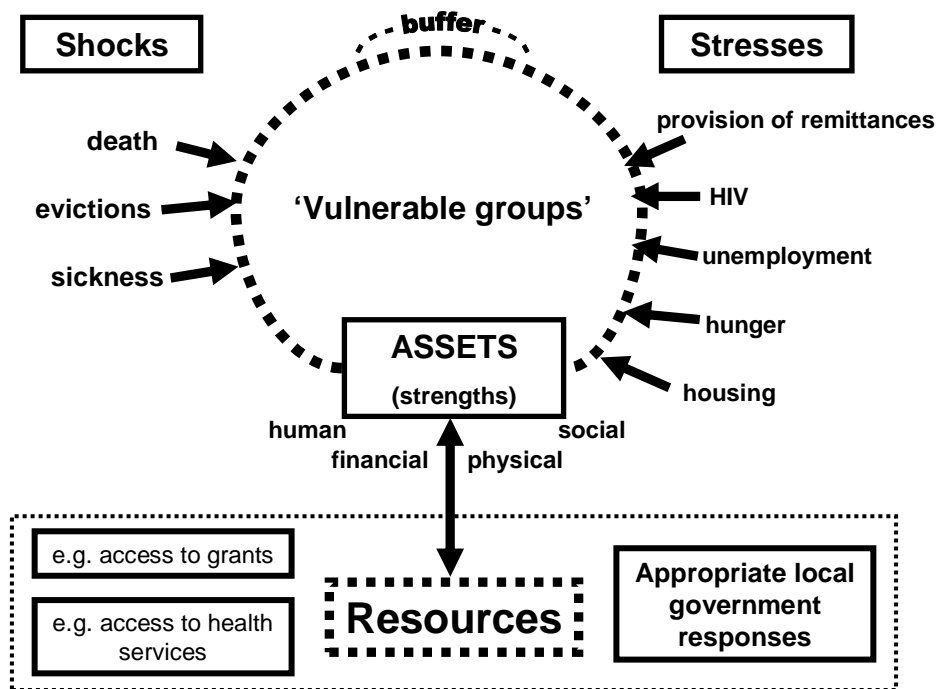 buffer
Shocks
Stresses
provision of remittances
death
HIV
evictions
'Vulnerable groups'
unemployment
sickness
hunger
ASSETS
(strengths)
housing
human
social
financial
physical
e.g. access to grants
e.g. access to health
services
Resources
Appropriate local
government
responses